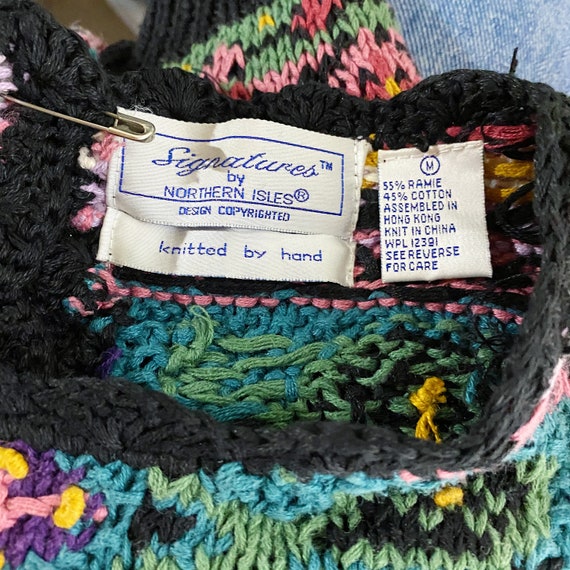 Signatures™
by
NORTHERN ISLES®
DESIGN COPYRIGHTED
knitted by hand
M
55% RAMIE
45% COTTON
ASSEMBLED IN
HONG KONG
KNIT IN CHINA
WPL 12391
SEE REVERSE
FOR CARE